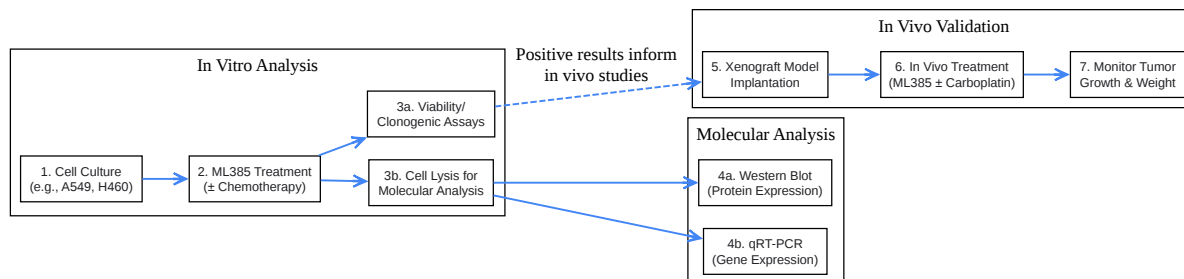 In Vitro Analysis
1. Cell Culture
(e.g., A549, H460)
2. ML385 Treatment
(± Chemotherapy)
3a. Viability/
Clonogenic Assays
3b. Cell Lysis for
Molecular Analysis
Positive results inform
in vivo studies
In Vivo Validation
5. Xenograft Model
Implantation
6. In Vivo Treatment
(ML385 ± Carboplatin)
7. Monitor Tumor
Growth & Weight
Molecular Analysis
4a. Western Blot
(Protein Expression)
4b. qRT-PCR
(Gene Expression)